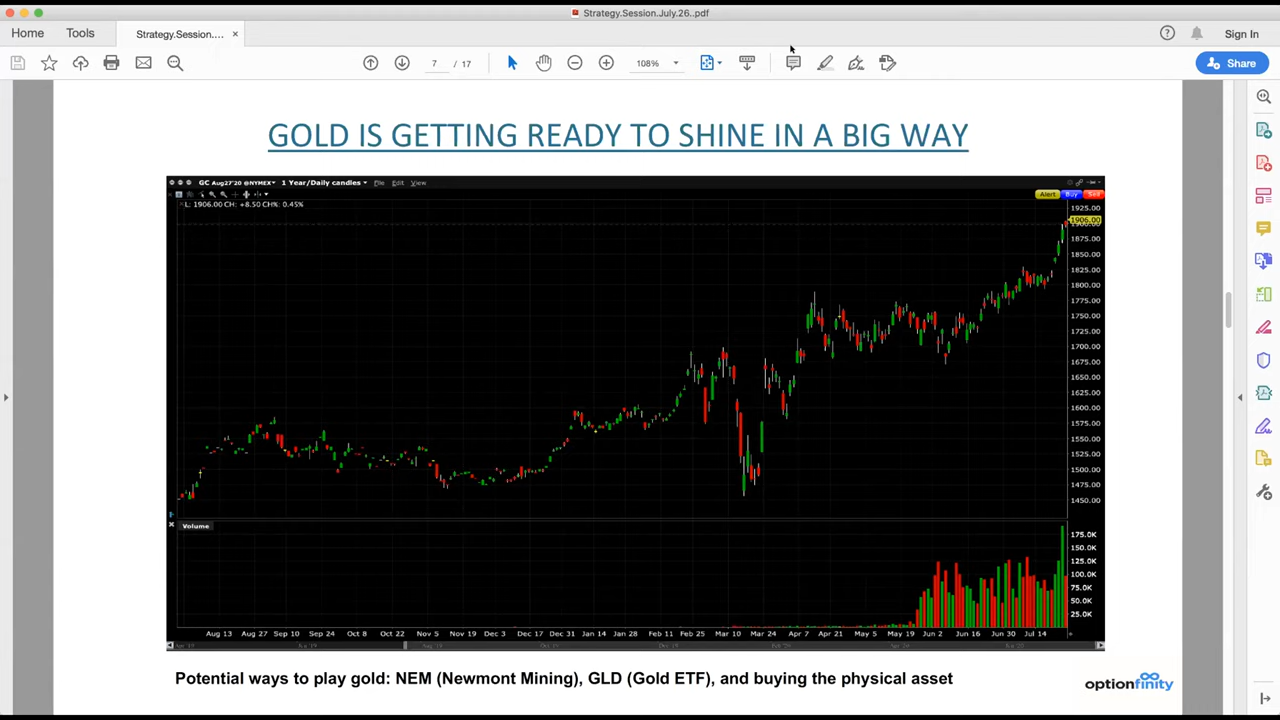 Strategy.Session.July.26..pdf
Home
Tools
Strategy.Session....
×
Sign In
7 / 17
108%
Share
GOLD IS GETTING READY TO SHINE IN A BIG WAY
GC Aug27'20 @NYMEX 1 Year/Daily candles File Edit View
Alert Buy Sell
L: 1906.00 CH: +8.50 CH%: 0.45%
1925.00
1906.00
1875.00
1850.00
1825.00
1800.00
1775.00
1750.00
1725.00
1700.00
1675.00
1650.00
1625.00
1600.00
1575.00
1550.00
1525.00
1500.00
1475.00
1450.00
Volume
175.0K
150.0K
125.0K
100.0K
75.0K
50.0K
25.0K
Aug 13 Aug 27 Sep 10 Sep 24 Oct 8 Oct 22 Nov 5 Nov 19 Dec 3 Dec 17 Dec 31 Jan 14 Jan 28 Feb 11 Feb 25 Mar 10 Mar 24 Apr 7 Apr 21 May 5 May 19 Jun 2 Jun 16 Jun 30 Jul 14
Potential ways to play gold: NEM (Newmont Mining), GLD (Gold ETF), and buying the physical asset
optionfinity